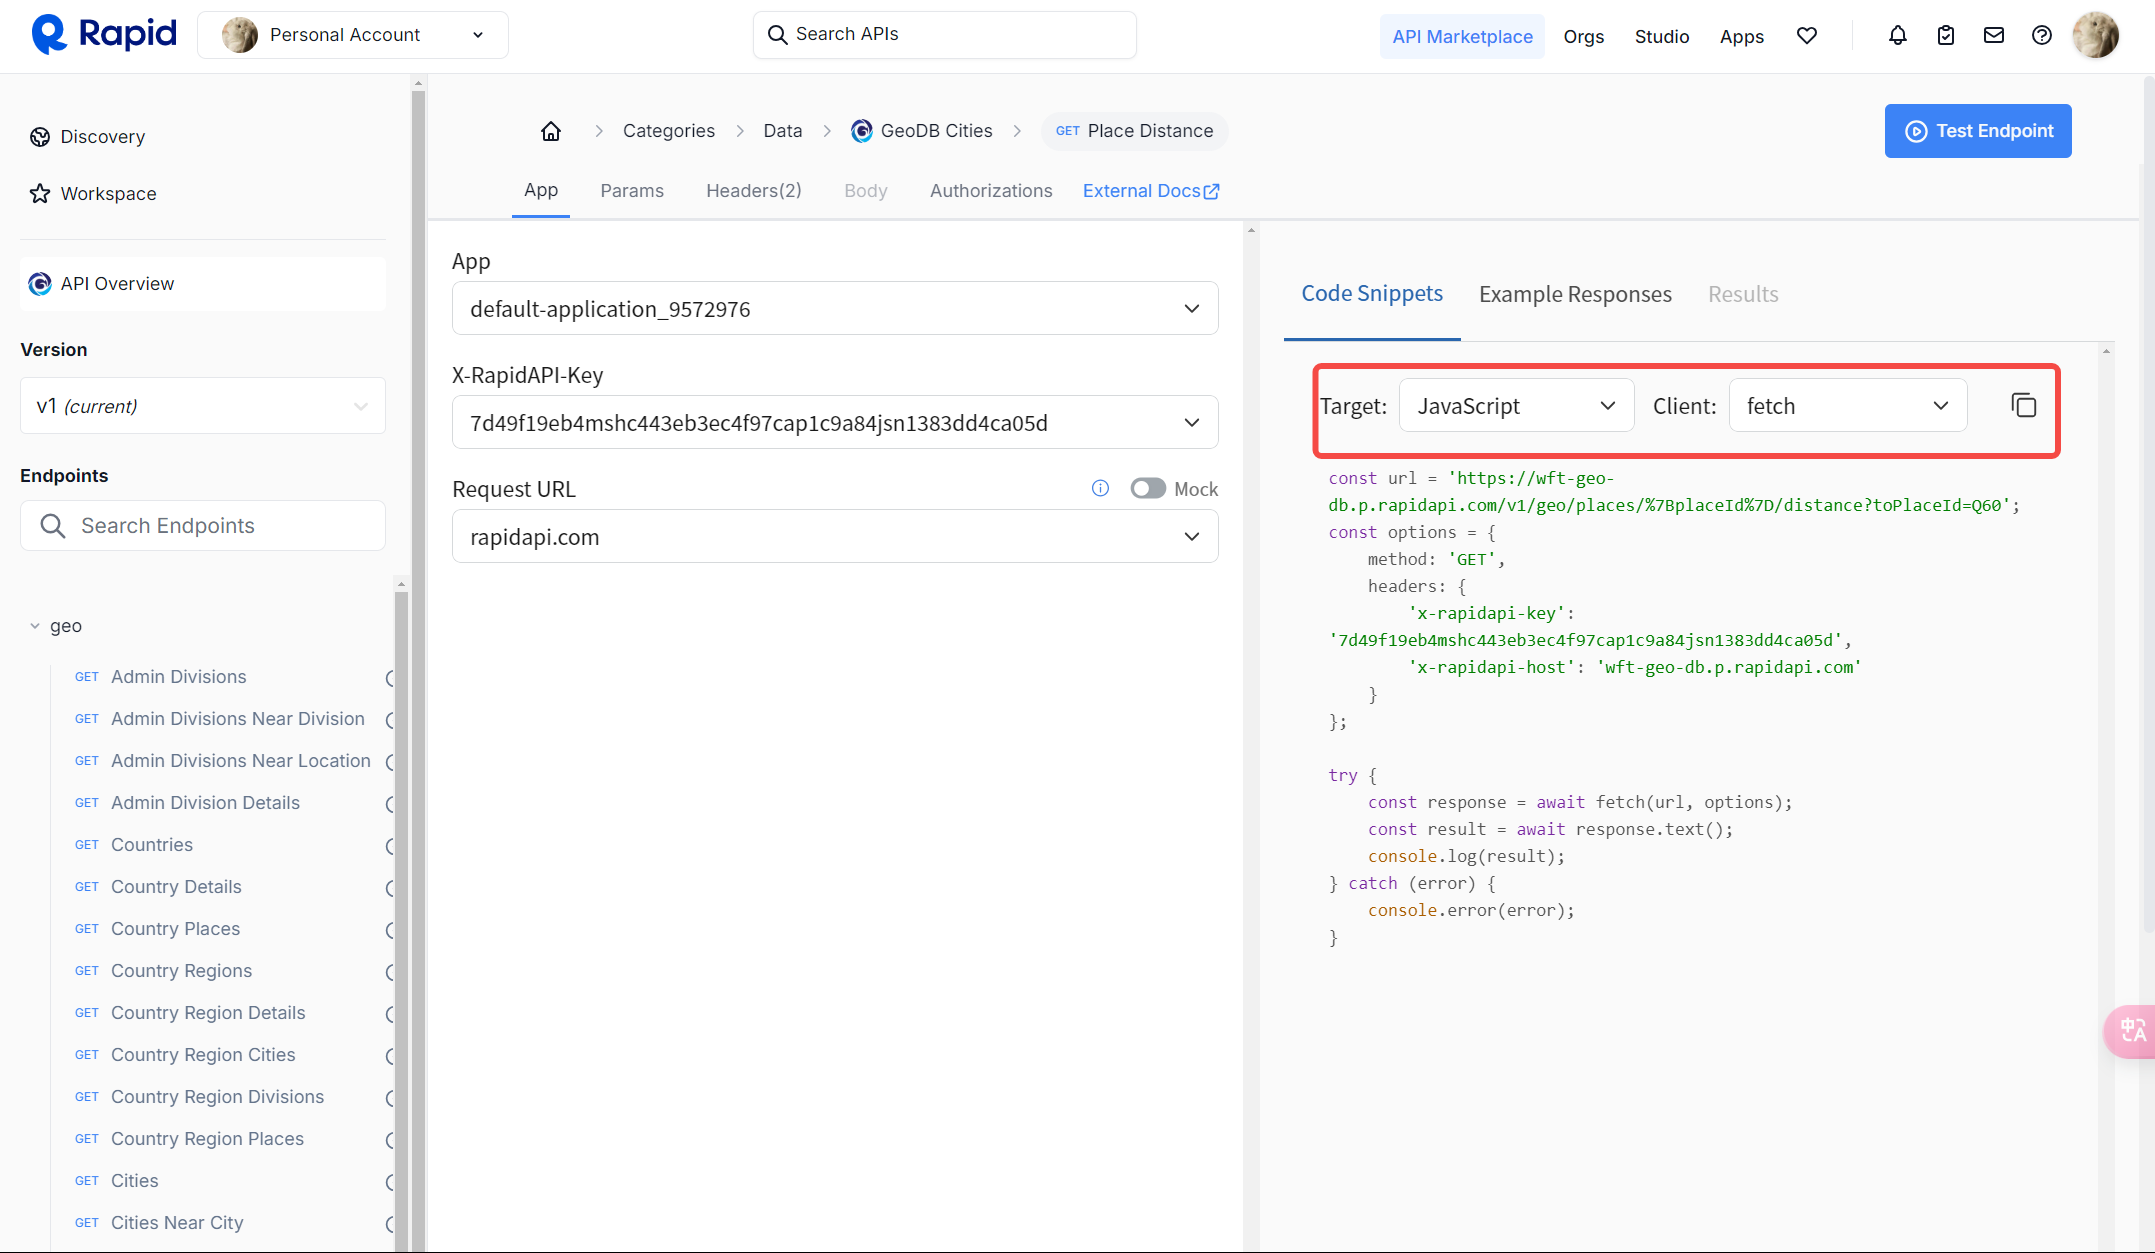 Rapid
Personal Account
Search APIs
API Marketplace
Orgs
Studio
Apps
Discovery
Workspace
API Overview
Version
v1 (current)
Endpoints
Search Endpoints
geo
GET Admin Divisions
GET Admin Divisions Near Division
GET Admin Divisions Near Location
GET Admin Division Details
GET Countries
GET Country Details
GET Country Places
GET Country Regions
GET Country Region Details
GET Country Region Cities
GET Country Region Divisions
GET Country Region Places
GET Cities
GET Cities Near City
Categories
Data
GeoDB Cities
GET Place Distance
Test Endpoint
App
Params
Headers(2)
Body
Authorizations
External Docs
App
default-application_9572976
X-RapidAPI-Key
7d49f19eb4mshc443eb3ec4f97cap1c9a84jsn1383dd4ca05d
Request URL
Mock
rapidapi.com
Code Snippets
Example Responses
Results
Target: JavaScript Client: fetch
const url = 'https://wft-geo-
db.p.rapidapi.com/v1/geo/places/%7BplaceId%7D/distance?toPlaceId=Q60';
const options = {
method: 'GET',
headers: {
'x-rapidapi-key':
'7d49f19eb4mshc443eb3ec4f97cap1c9a84jsn1383dd4ca05d',
'x-rapidapi-host': 'wft-geo-db.p.rapidapi.com'
}
};
try {
const response = await fetch(url, options);
const result = await response.text();
console.log(result);
} catch (error) {
console.error(error);
}
中A